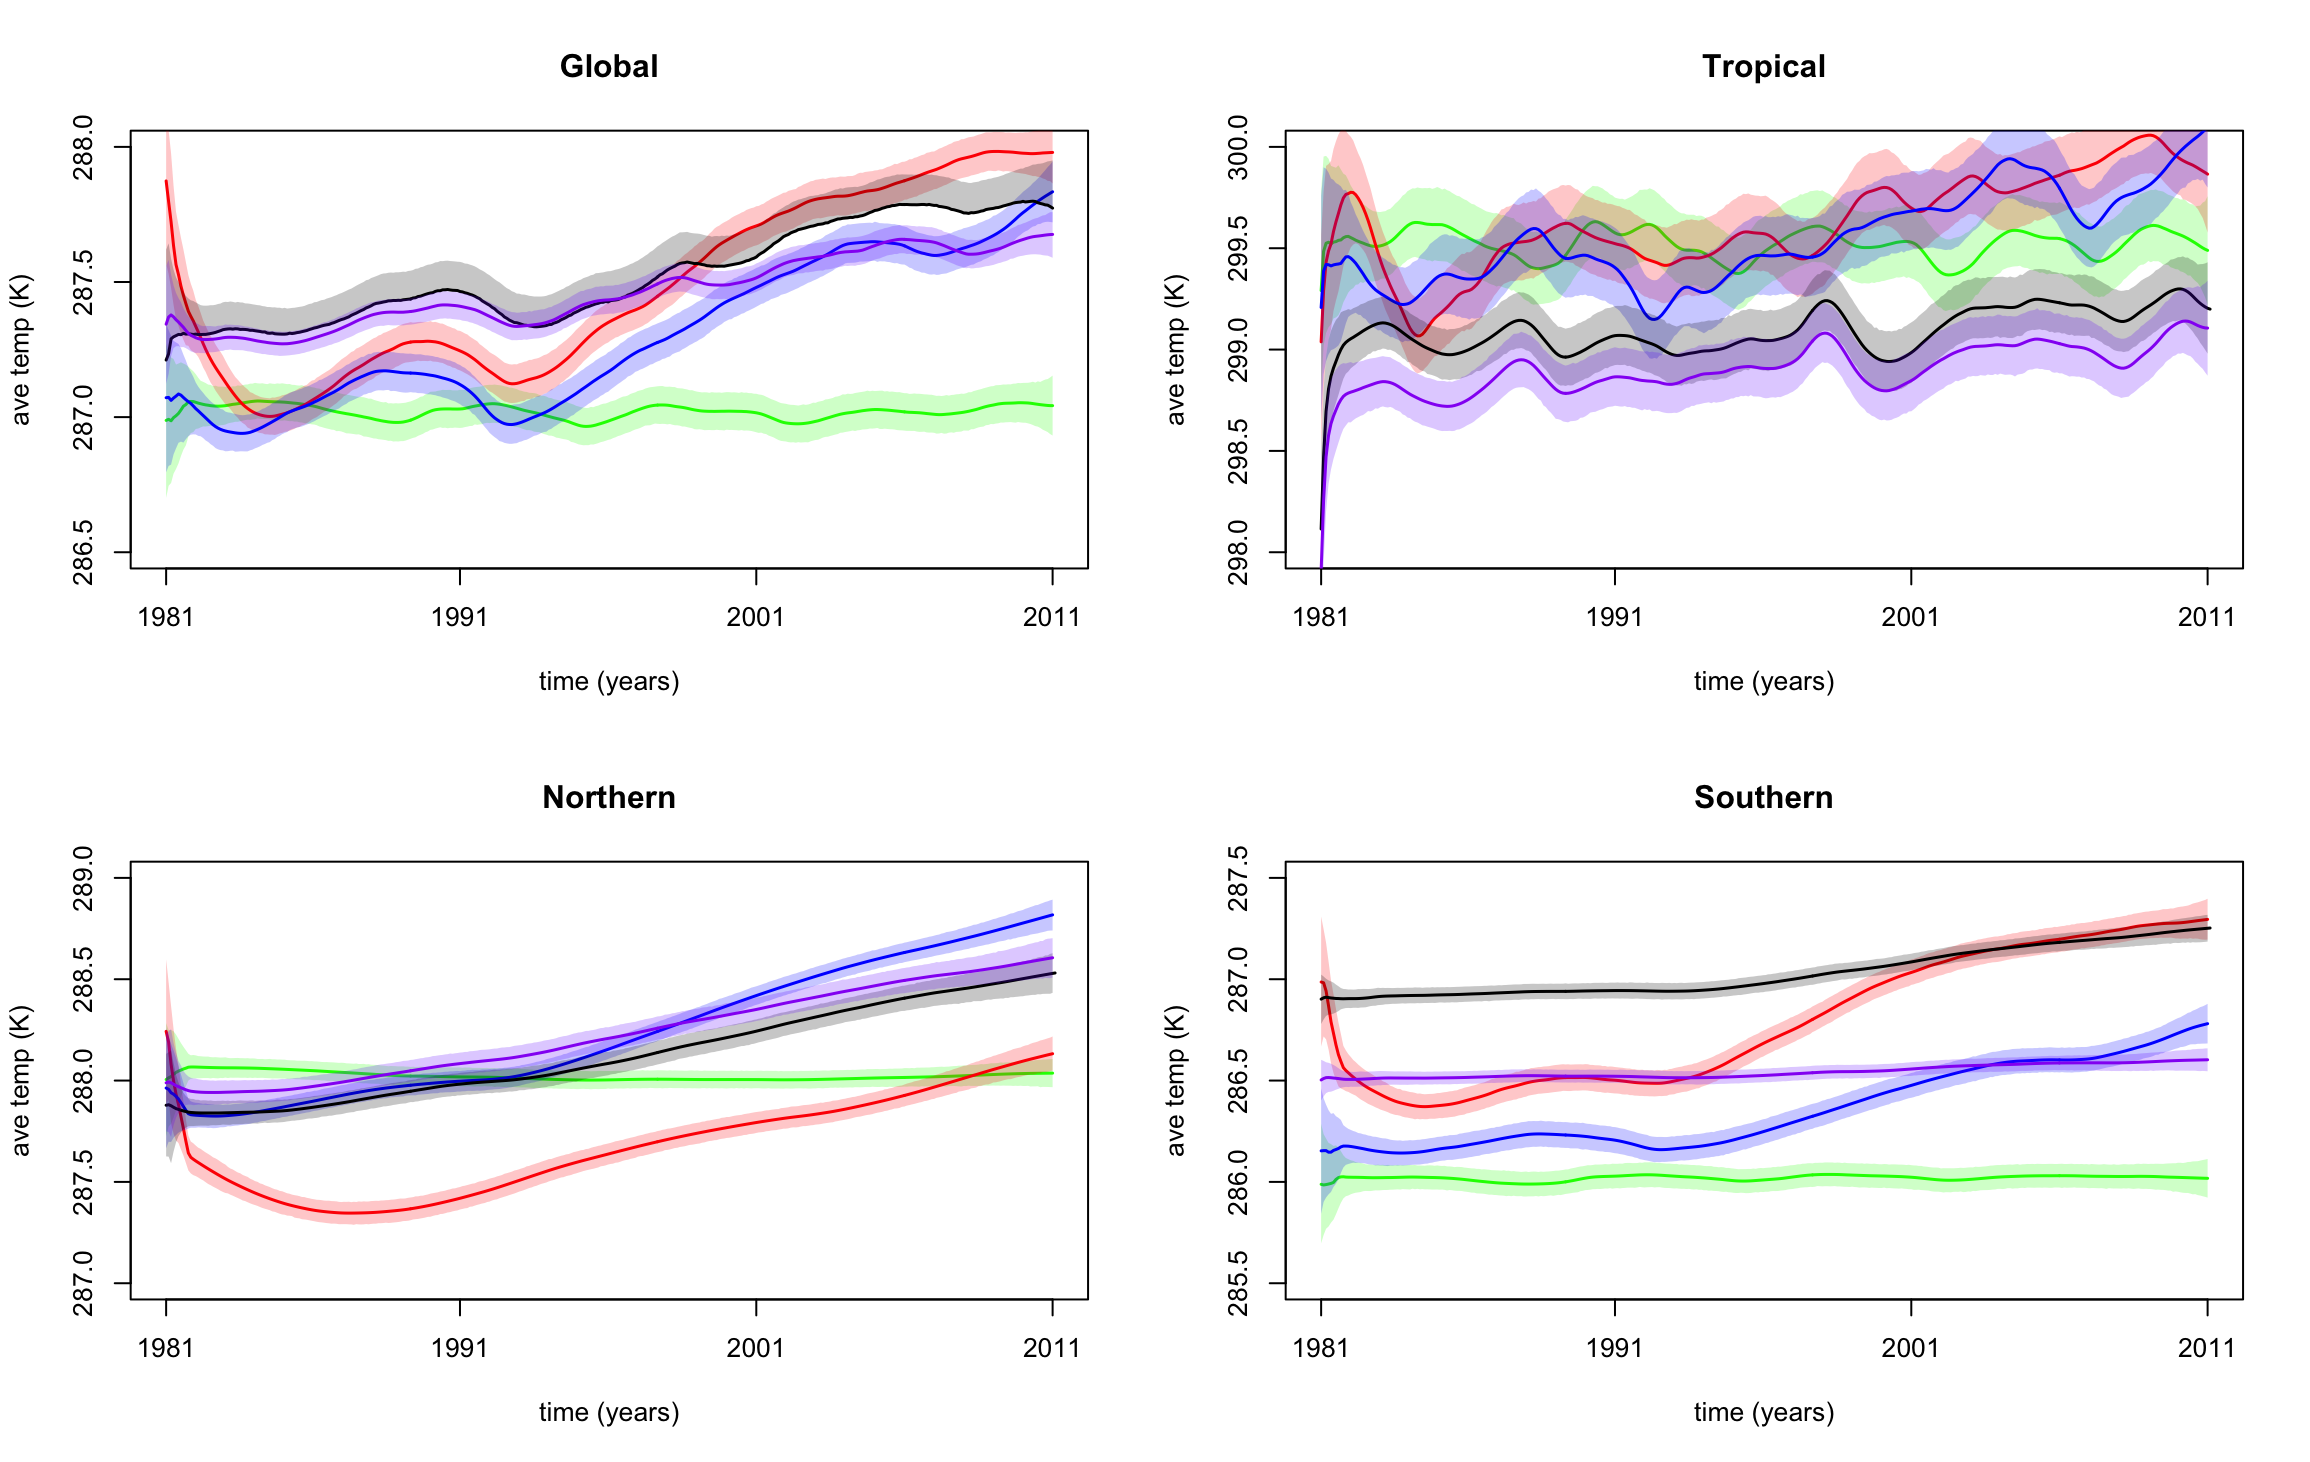 Global
ave temp (K)
288.0
287.5
287.0
286.5
1981 1991 2001 2011
time (years)
Tropical
ave temp (K)
300.0
299.5
299.0
298.5
298.0
1981 1991 2001 2011
time (years)
Northern
ave temp (K)
289.0
288.5
288.0
287.5
287.0
1981 1991 2001 2011
time (years)
Southern
ave temp (K)
287.5
287.0
286.5
286.0
285.5
1981 1991 2001 2011
time (years)